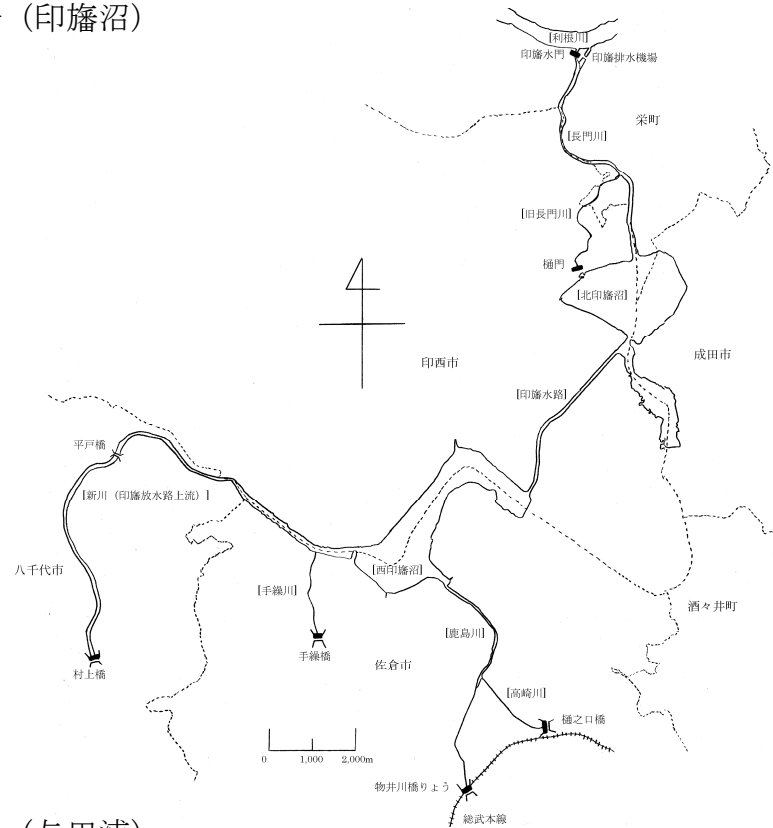 （印旛沼）
[利根川]
印旛水門
印旛排水機場
栄町
[長門川]
[旧長門川]
樋門
[北印旛沼]
成田市
印西市
[印旛水路]
平戸橋
[新川（印旛放水路上流）]
八千代市
[西印旛沼]
[手繰川]
酒々井町
[鹿島川]
手繰橋
佐倉市
村上橋
[高崎川]
樋之口橋
0 1,000 2,000m
物井川橋りょう
総武本線